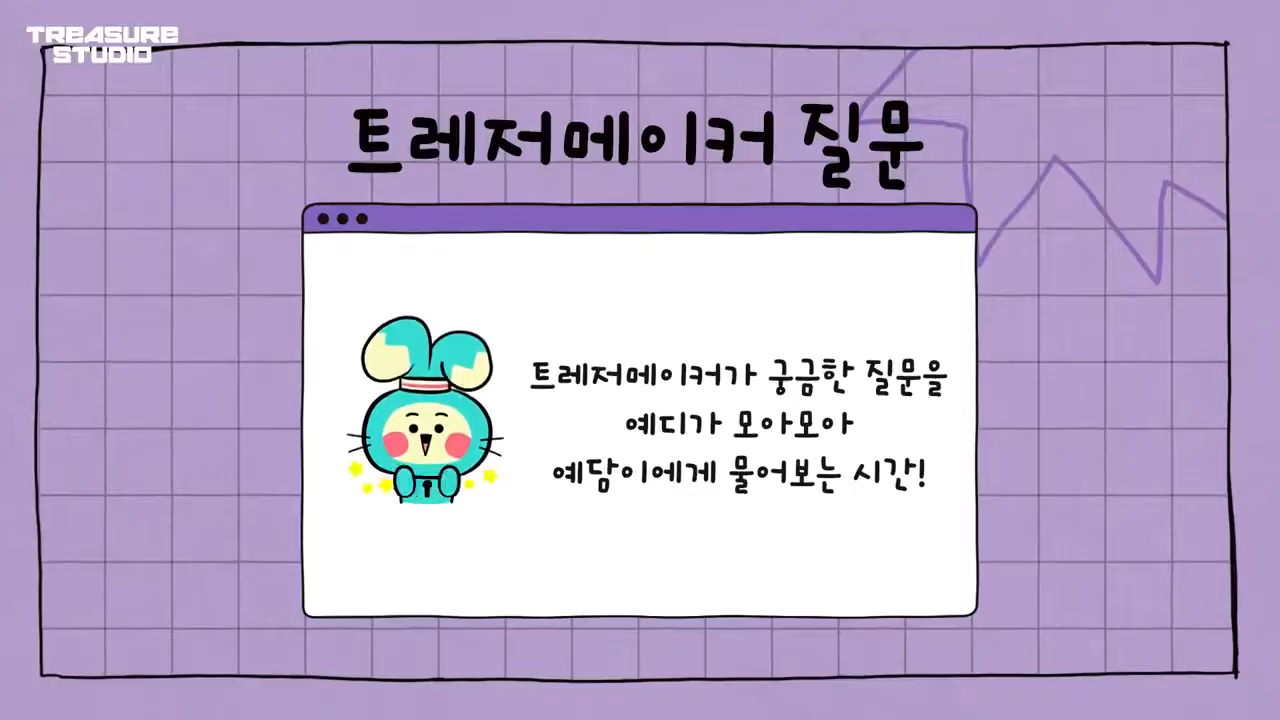 TREASURE
STUDIO
트레저메이커 질문
트레저메이커가 궁금한 질문을
예디가 모아모아
예담이에게 물어보는 시간!